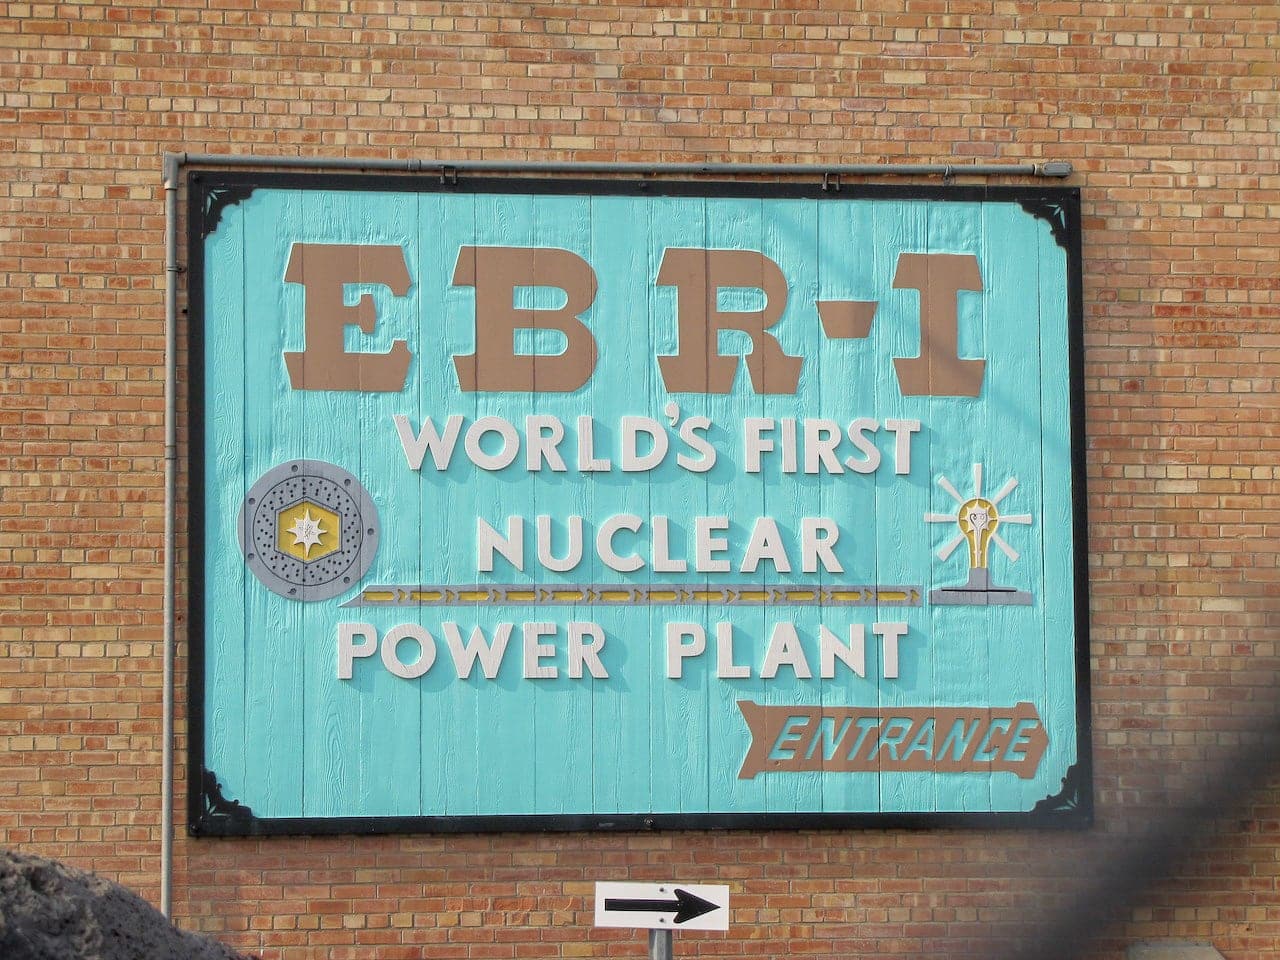 EBR-I
WORLD'S FIRST
NUCLEAR
POWER PLANT
ENTRANCE